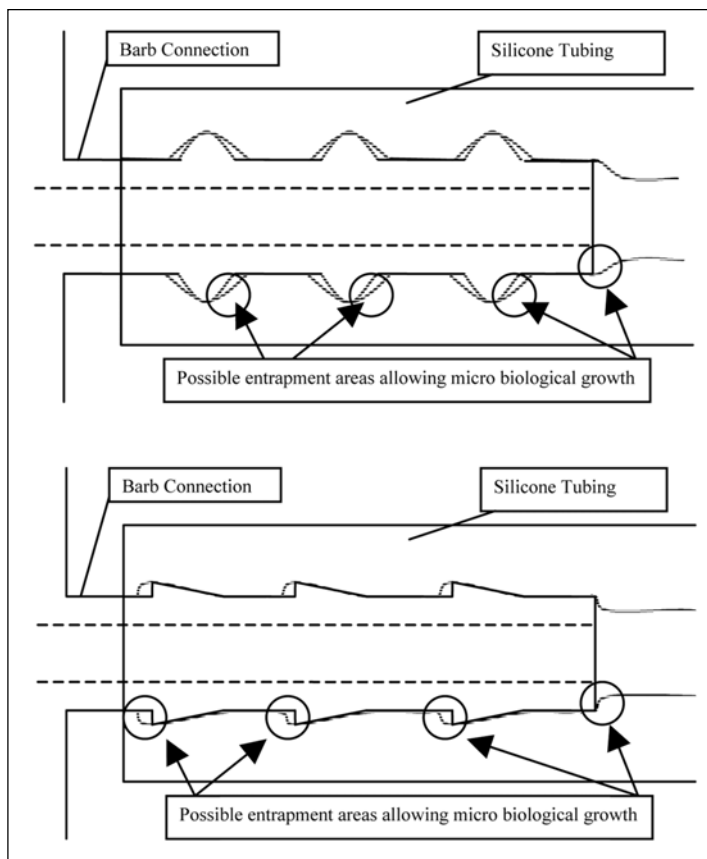 Barb Connection
Silicone Tubing
Possible entrapment areas allowing micro biological growth
Barb Connection
Silicone Tubing
Possible entrapment areas allowing micro biological growth